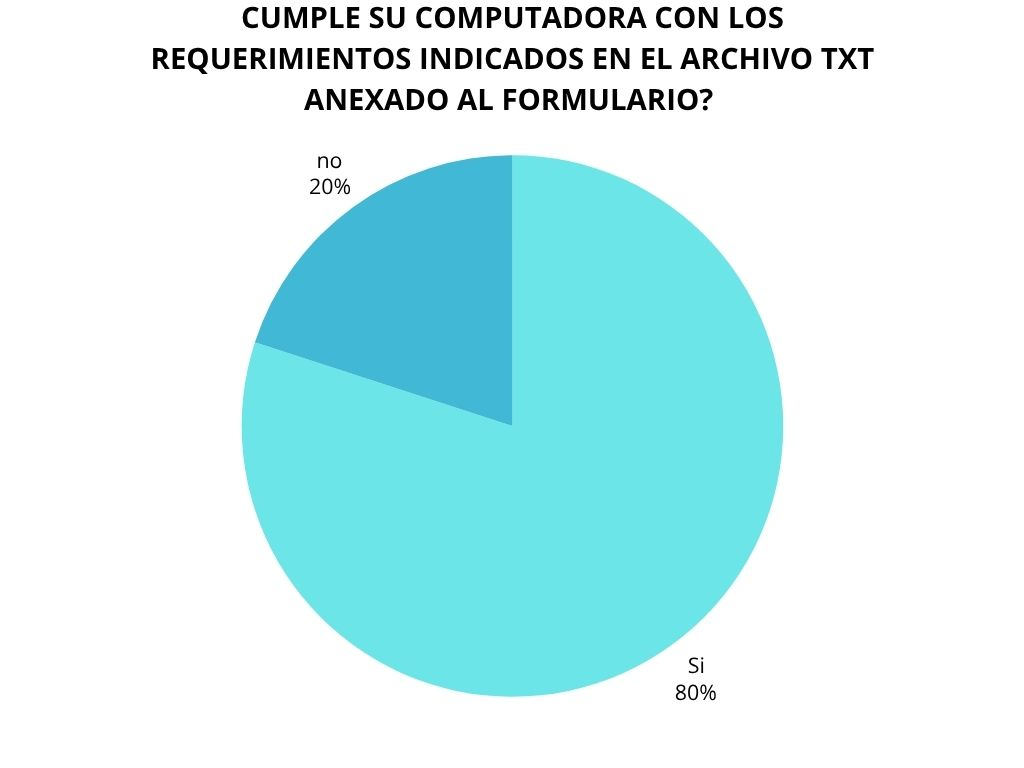 CUMPLE SU COMPUTADORA CON LOS
REQUERIMIENTOS INDICADOS EN EL ARCHIVO TXT
ANEXADO AL FORMULARIO?
no
20%
Si
80%